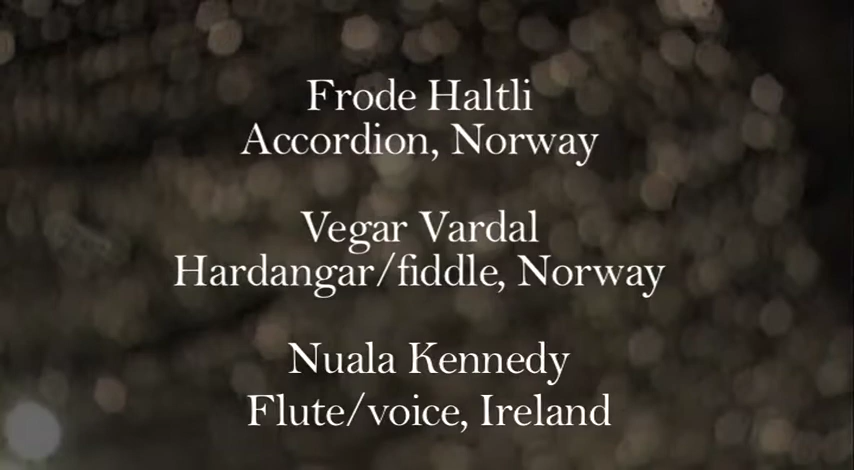 Frode Haltli
Accordion, Norway
Vegar Vardal
Hardangar/fiddle, Norway
Nuala Kennedy
Flute/voice, Ireland